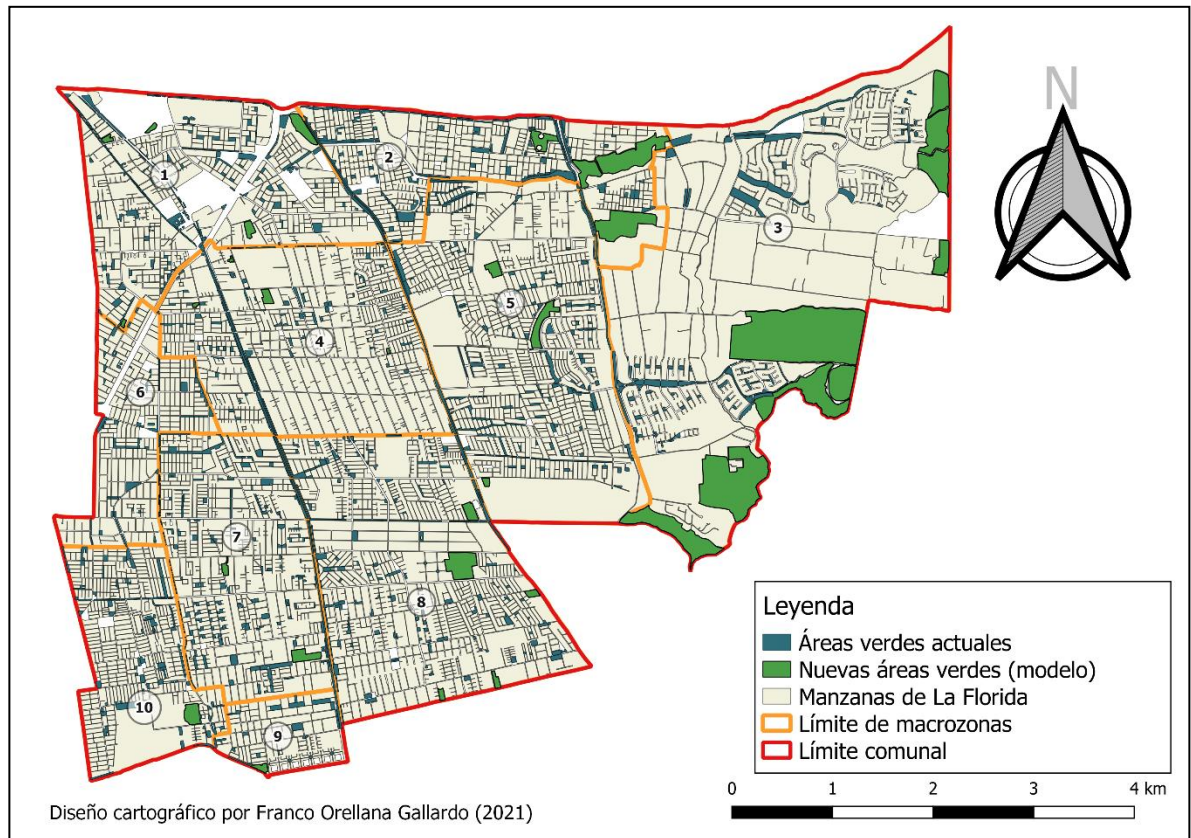 N
1
2
3
4
5
6
7
8
9
10
Leyenda
Áreas verdes actuales
Nuevas áreas verdes (modelo)
Manzanas de La Florida
Límite de macrozonas
Límite comunal
0 1 2 3 4 km
Diseño cartográfico por Franco Orellana Gallardo (2021)